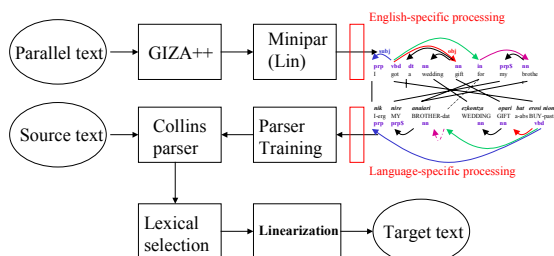 English-specific processing
Parallel text
GIZA++
Minipar
(Lin)
subj
obj
prp vbd dt nn nn in prp$ nn
I got a wedding gift for my brothe
nik nire anaiari ezkontza opari bat erosi nion
I-erg MY BROTHER-dat WEDDING GIFT a-abs BUY-past
prp prp$ nn nn nn vbd
Source text
Collins
parser
Parser
Training
Language-specific processing
Lexical
selection
Linearization
Target text